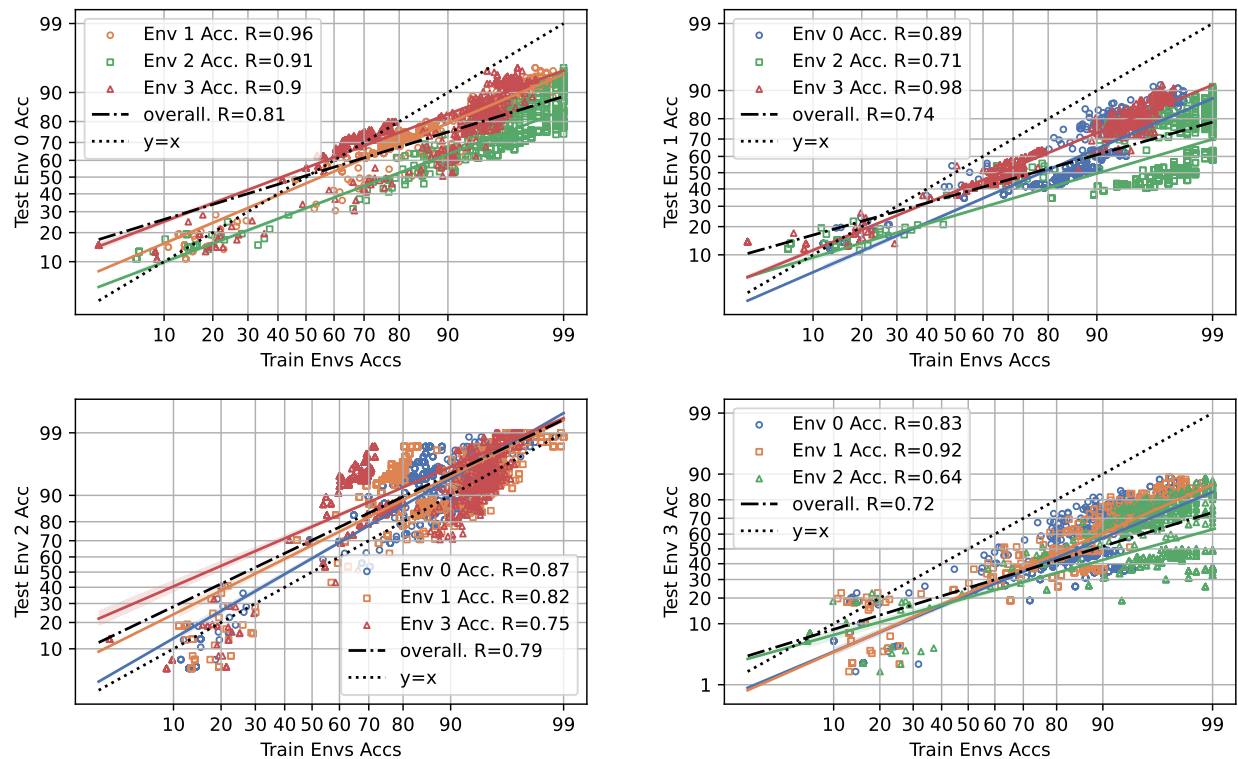 99
90
80
70
60
50
40
30
20
10
Test Env 0 Acc
Env 1 Acc. R=0.96
Env 2 Acc. R=0.91
Env 3 Acc. R=0.9
overall. R=0.81
y=x
10 20 30 40 50 60 70 80 90 99
Train Envs Accs
99
90
80
70
60
50
40
30
20
10
Test Env 1 Acc
Env 0 Acc. R=0.89
Env 2 Acc. R=0.71
Env 3 Acc. R=0.98
overall. R=0.74
y=x
10 20 30 40 50 60 70 80 90 99
Train Envs Accs
99
90
80
70
60
50
40
30
20
10
Test Env 2 Acc
Env 0 Acc. R=0.87
Env 1 Acc. R=0.82
Env 3 Acc. R=0.75
overall. R=0.79
y=x
10 20 30 40 50 60 70 80 90 99
Train Envs Accs
99
90
80
70
60
50
40
30
20
10
1
Test Env 3 Acc
Env 0 Acc. R=0.83
Env 1 Acc. R=0.92
Env 2 Acc. R=0.64
overall. R=0.72
y=x
10 20 30 40 50 60 70 80 90 99
Train Envs Accs